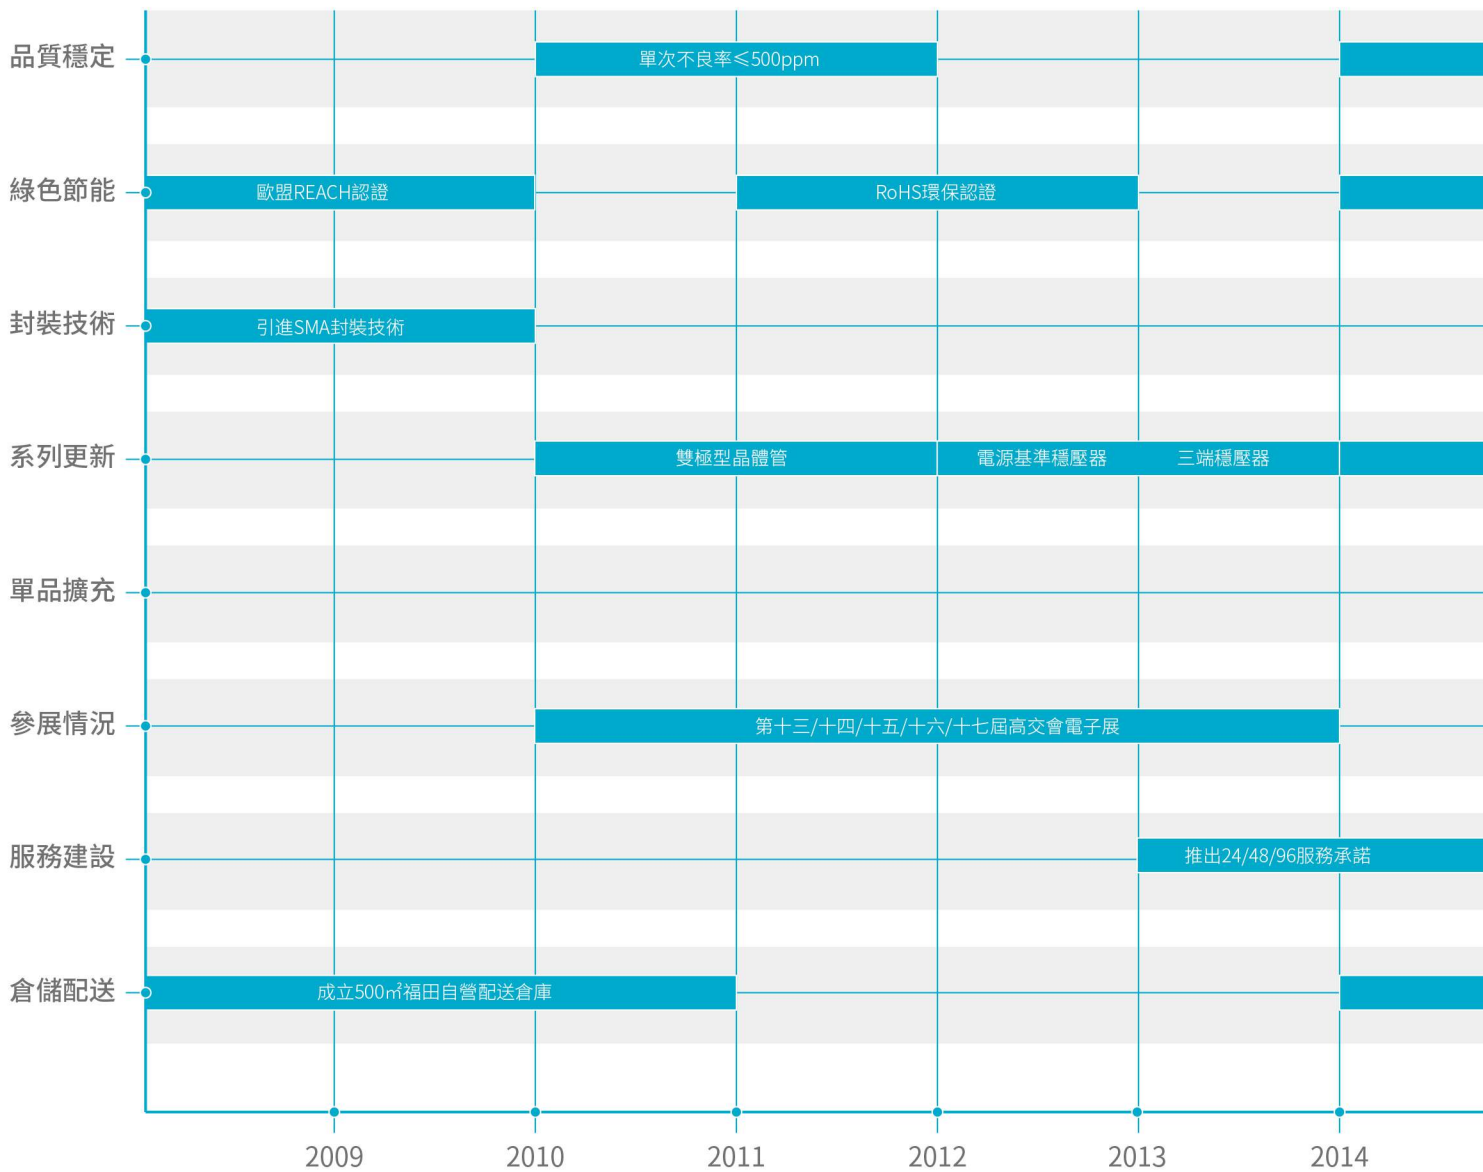 品質穩定
單次不良率≤500ppm
綠色節能
歐盟REACH認證
RoHS環保認證
封裝技術
引進SMA封裝技術
系列更新
雙極型晶體管
電源基準穩壓器
三端穩壓器
單品擴充
參展情況
第十三/十四/十五/十六/十七屆高交會電子展
服務建設
推出24/48/96服務承諾
倉儲配送
成立500㎡福田自營配送倉庫
2009
2010
2011
2012
2013
2014